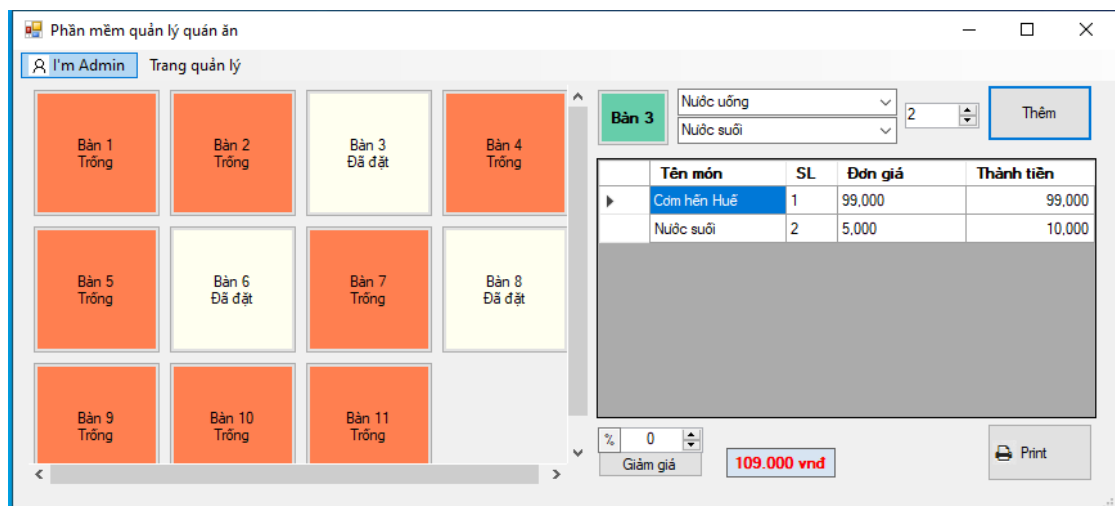 Phần mềm quản lý quán ăn
I'm Admin Trang quản lý
Bàn 1
Trống
Bàn 2
Trống
Bàn 3
Đã đặt
Bàn 4
Trống
Bàn 5
Trống
Bàn 6
Đã đặt
Bàn 7
Trống
Bàn 8
Đã đặt
Bàn 9
Trống
Bàn 10
Trống
Bàn 11
Trống
Bàn 3
Nước uống
Nước suối
2
Thêm
Tên món SL Đơn giá Thành tiền
Cơm hến Huế 1 99,000 99,000
Nước suối 2 5,000 10,000
% 0
Giảm giá
109.000 vnđ
Print